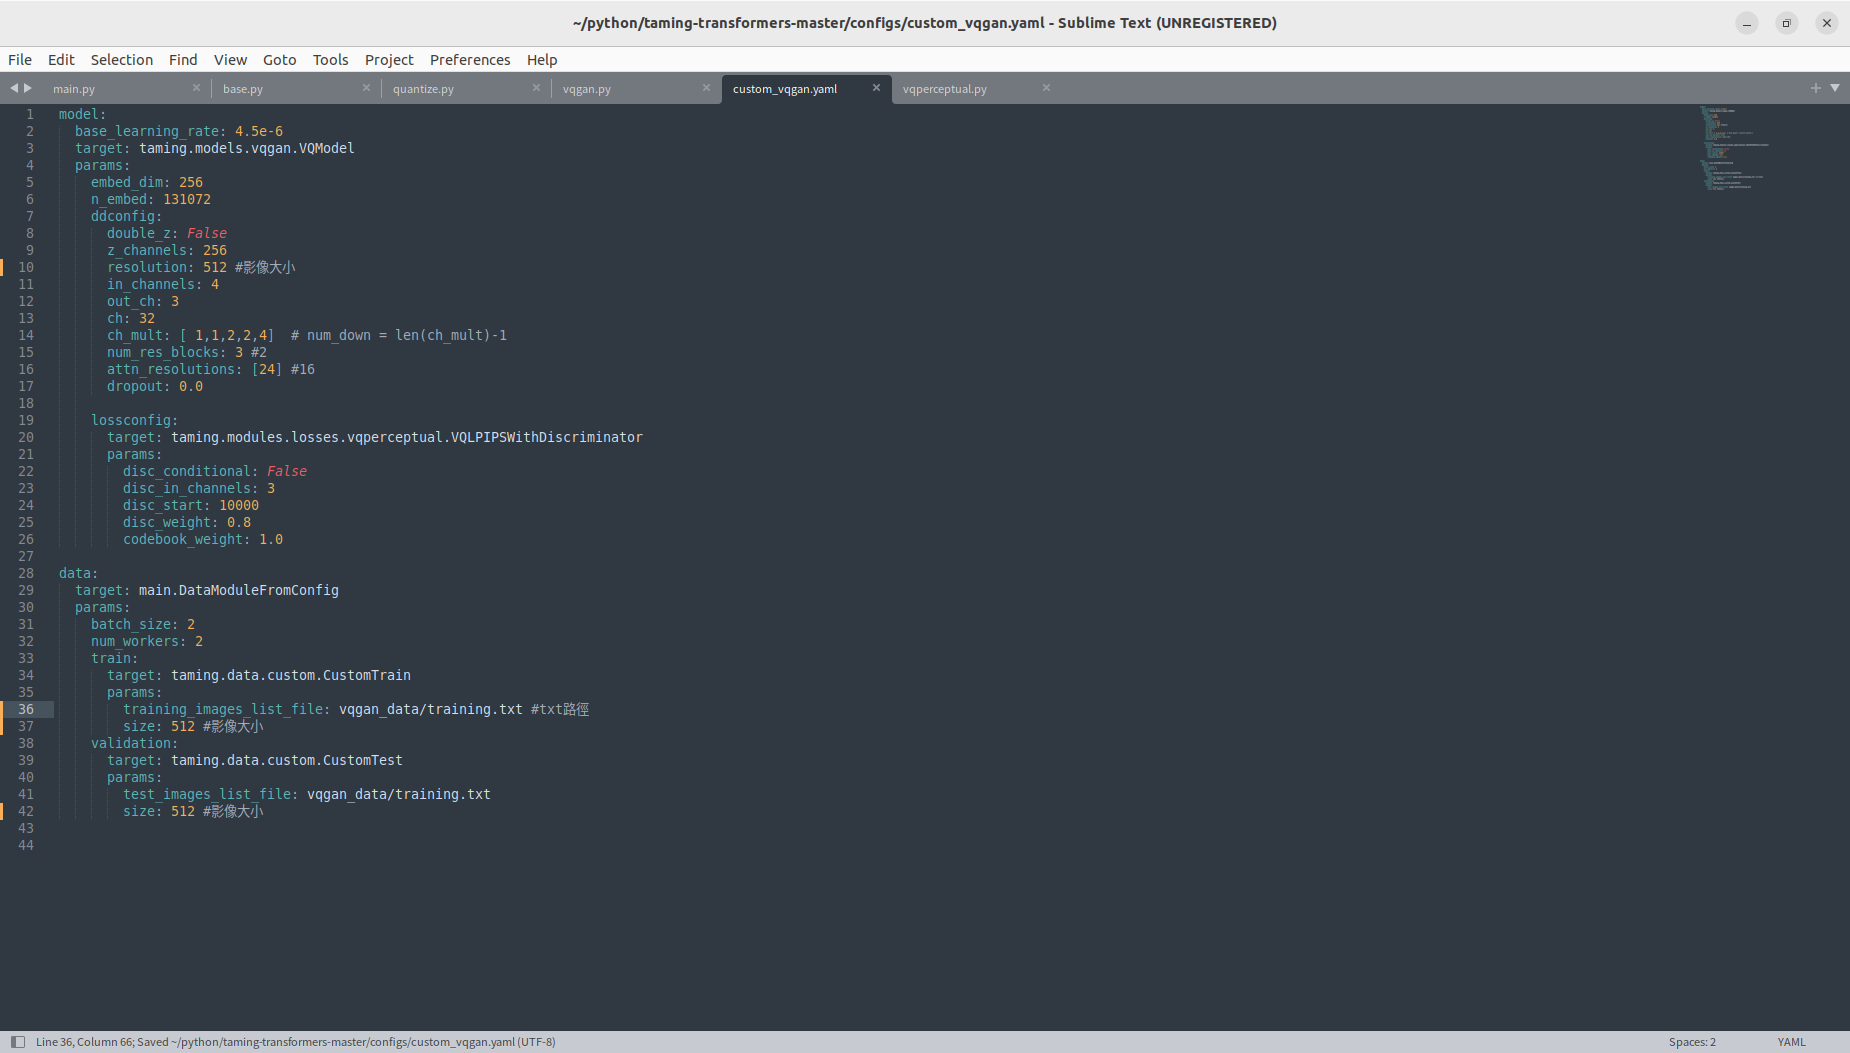 ~/python/taming-transformers-master/configs/custom_vqgan.yaml - Sublime Text (UNREGISTERED)
File Edit Selection Find View Goto Tools Project Preferences Help
main.py base.py quantize.py vqgan.py custom_vqgan.yaml vqperceptual.py
1 model:
2 base_learning_rate: 4.5e-6
3 target: taming.models.vqgan.VQModel
4 params:
5 embed_dim: 256
6 n_embed: 131072
7 ddconfig:
8 double_z: False
9 z_channels: 256
10 resolution: 512 #影像大小
11 in_channels: 4
12 out_ch: 3
13 ch: 32
14 ch_mult: [ 1,1,2,2,4]  # num_down = len(ch_mult)-1
15 num_res_blocks: 3 #2
16 attn_resolutions: [24] #16
17 dropout: 0.0
18
19 lossconfig:
20 target: taming.modules.losses.vqperceptual.VQLPIPSWithDiscriminator
21 params:
22 disc_conditional: False
23 disc_in_channels: 3
24 disc_start: 10000
25 disc_weight: 0.8
26 codebook_weight: 1.0
27
28 data:
29 target: main.DataModuleFromConfig
30 params:
31 batch_size: 2
32 num_workers: 2
33 train:
34 target: taming.data.custom.CustomTrain
35 params:
36 training_images_list_file: vqgan_data/training.txt #txt路徑
37 size: 512 #影像大小
38 validation:
39 target: taming.data.custom.CustomTest
40 params:
41 test_images_list_file: vqgan_data/training.txt
42 size: 512 #影像大小
43
44
Line 36, Column 66; Saved ~/python/taming-transformers-master/configs/custom_vqgan.yaml (UTF-8) Spaces: 2 YAML